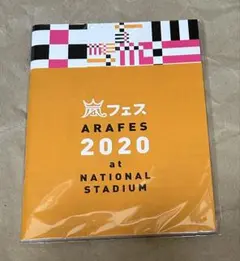 嵐フェス
ARAFES
2020
at
NATIONAL
STADIUM